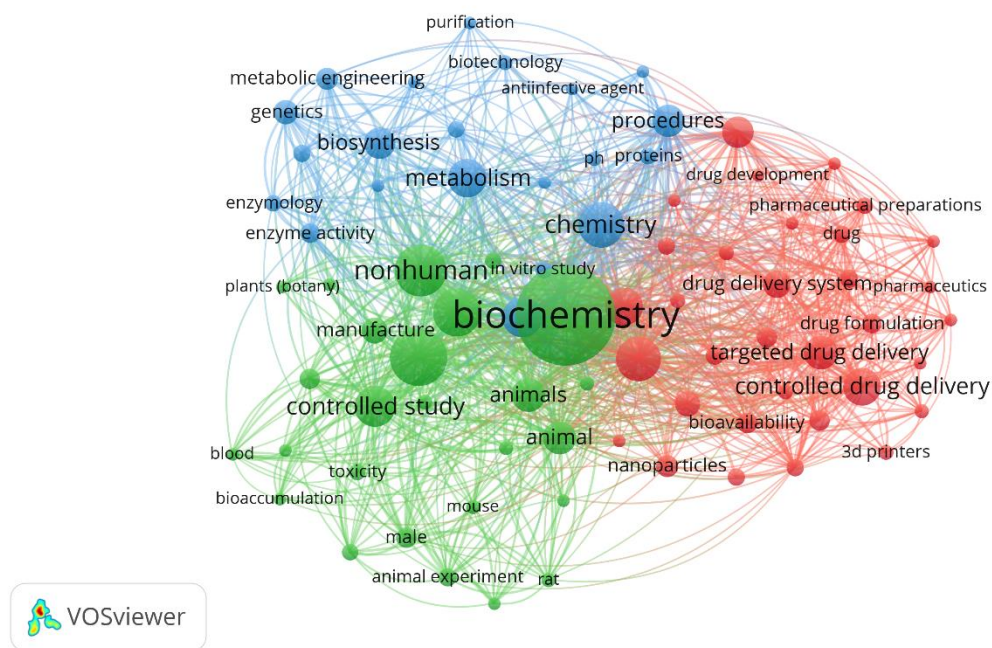 purification
biotechnology
metabolic engineering
antiinfective agent
genetics
procedures
biosynthesis
ph
proteins
metabolism
drug development
enzymology
pharmaceutical preparations
chemistry
enzyme activity
drug
nonhuman
in vitro study
plants (botany)
drug delivery system
pharmaceutics
biochemistry
manufacture
drug formulation
targeted drug delivery
controlled drug delivery
animals
controlled study
bioavailability
animal
blood
3d printers
toxicity
nanoparticles
bioaccumulation
mouse
male
animal experiment
rat
VOSviewer